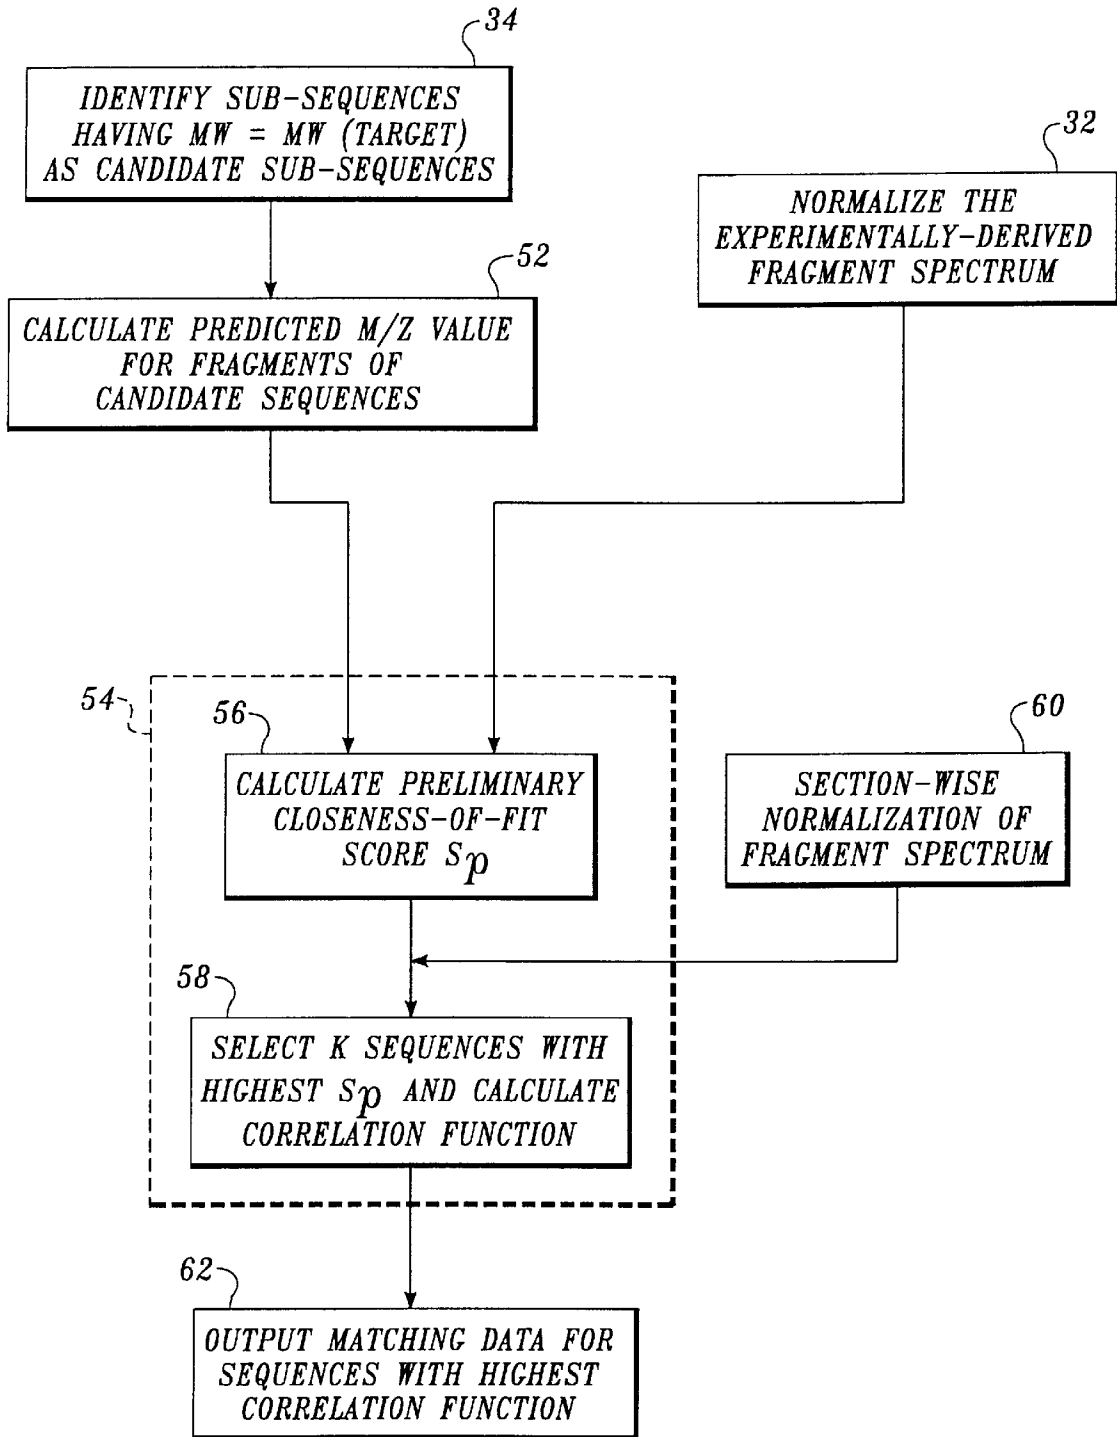 34
IDENTIFY SUB-SEQUENCES
HAVING MW = MW (TARGET)
AS CANDIDATE SUB-SEQUENCES
32
NORMALIZE THE
EXPERIMENTALLY-DERIVED
FRAGMENT SPECTRUM
52
CALCULATE PREDICTED M/Z VALUE
FOR FRAGMENTS OF
CANDIDATE SEQUENCES
54
56
CALCULATE PRELIMINARY
CLOSENESS-OF-FIT
SCORE Sp
60
SECTION-WISE
NORMALIZATION OF
FRAGMENT SPECTRUM
58
SELECT K SEQUENCES WITH
HIGHEST Sp AND CALCULATE
CORRELATION FUNCTION
62
OUTPUT MATCHING DATA FOR
SEQUENCES WITH HIGHEST
CORRELATION FUNCTION